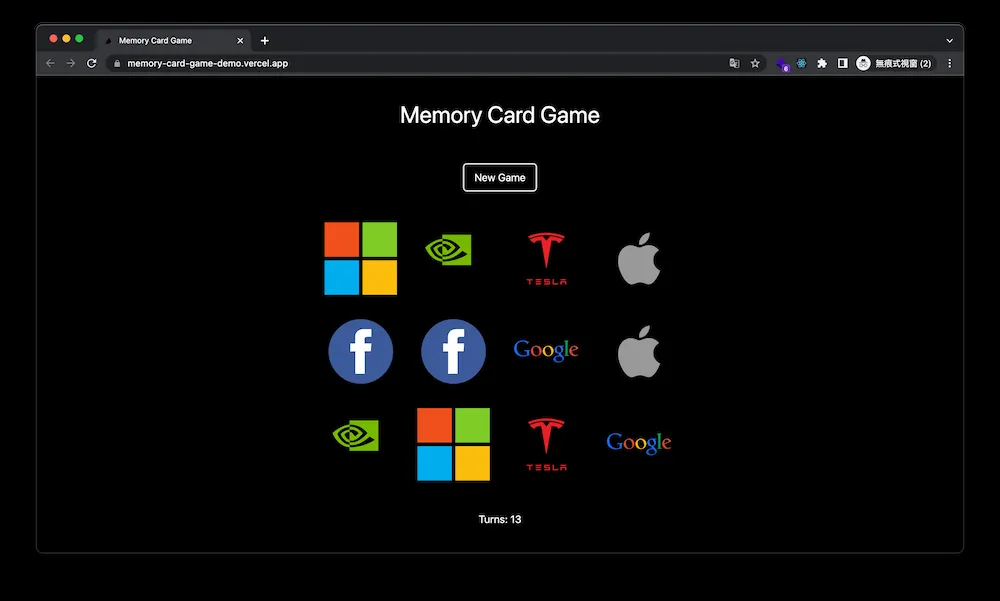 Memory Card Game
memory-card-game-demo.vercel.app
6
無痕式視窗 (2)
Memory Card Game
New Game
TESLA
Google
TESLA
Google
Turns: 13